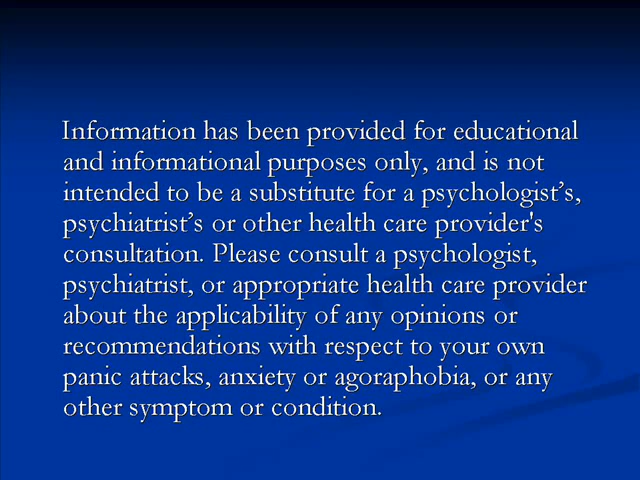 Information has been provided for educational
and informational purposes only, and is not
intended to be a substitute for a psychologist’s,
psychiatrist’s or other health care provider's
consultation. Please consult a psychologist,
psychiatrist, or appropriate health care provider
about the applicability of any opinions or
recommendations with respect to your own
panic attacks, anxiety or agoraphobia, or any
other symptom or condition.